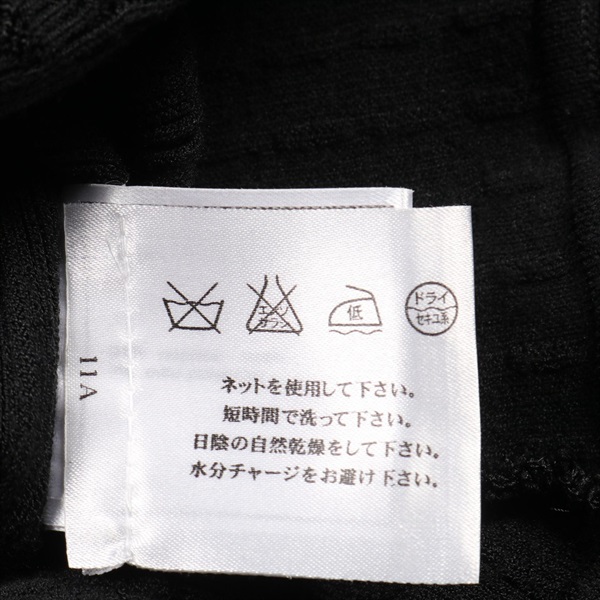 エンソ
サラシ
低
ドライ
セキユ系
ネットを使用して下さい。
短時間で洗って下さい。
日陰の自然乾燥をして下さい。
水分チャージをお避け下さい。
11A